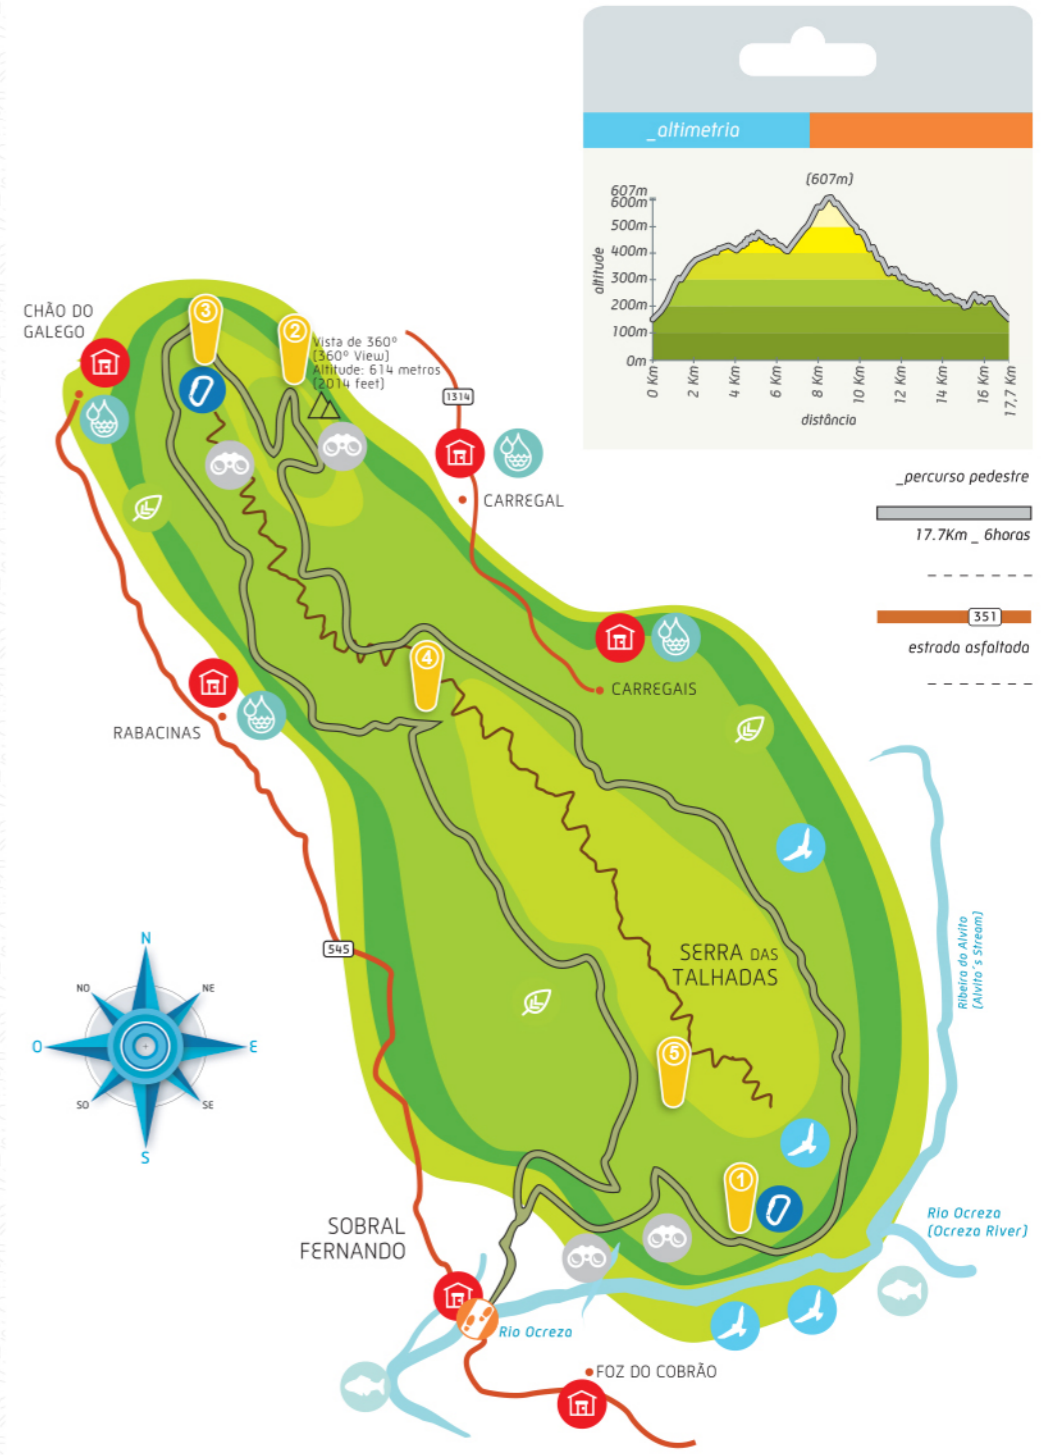 _altimetria
(607m)
607m
600m
500m
400m
300m
200m
100m
0m
altitude
0 Km
2 Km
4 Km
6 Km
8 Km
10 Km
12 Km
14 Km
16 Km
17,7 Km
distância
_percurso pedestre
17.7Km _ 6horas
351
estrada asfaltada
CHÃO DO
GALEGO
3
2
Vista de 360º
(360º View)
Altitude: 614 metros
(2014 feet)
1314
CARREGAL
CARREGAIS
4
RABACINAS
545
SERRA DAS
TALHADAS
5
1
Ribeira do Alvito
(Alvito´s Stream)
N
NO
NE
O
E
SO
SE
S
Rio Ocreza
(Ocreza River)
SOBRAL
FERNANDO
Rio Ocreza
FOZ DO COBRÃO